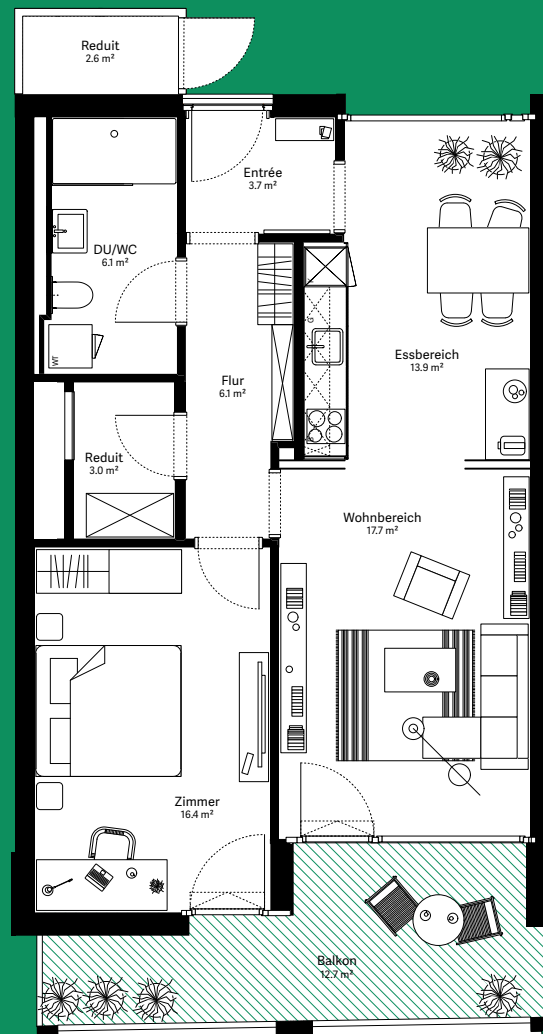 Reduit
2.6 m²
Entrée
3.7 m²
DU/WC
6.1 m²
WT
Essbereich
13.9 m²
Flur
6.1 m²
Reduit
3.0 m²
Wohnbereich
17.7 m²
Zimmer
16.4 m²
Balkon
12.7 m²